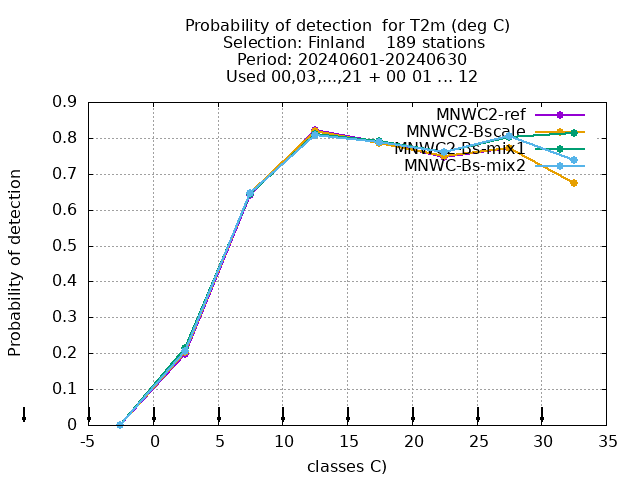 Probability of detection  for T2m (deg C)
Selection: Finland    189 stations
Period: 20240601-20240630
Used 00,03,...,21 + 00 01 ... 12
Probability of detection
0.9
0.8
0.7
0.6
0.5
0.4
0.3
0.2
0.1
0
MNWC2-ref
MNWC2-Bscale
MNWC2-Bs-mix1
MNWC-Bs-mix2
-5 0 5 10 15 20 25 30 35
classes C)